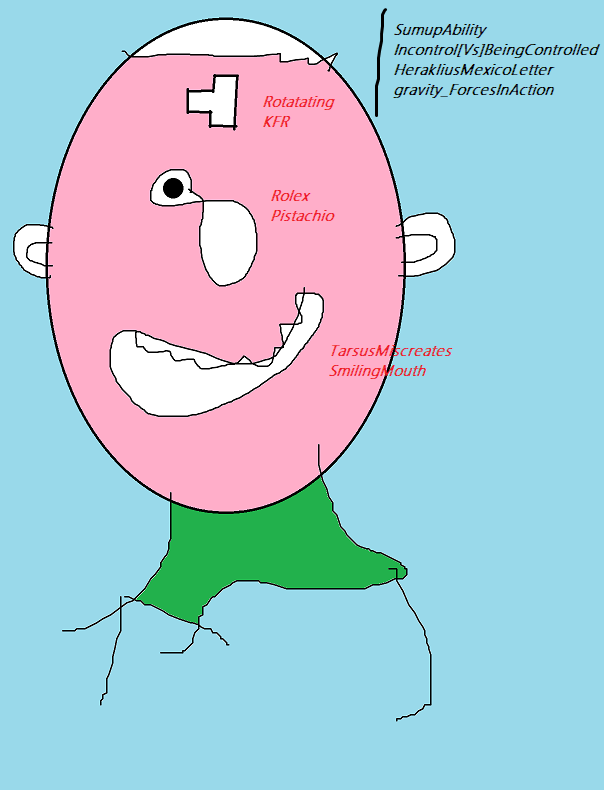 SumupAbility
Incontrol[Vs]BeingControlled
HerakliusMexicoLetter
gravity_ForcesInAction
Rotatating
KFR
Rolex
Pistachio
TarsusMiscreates
SmilingMouth